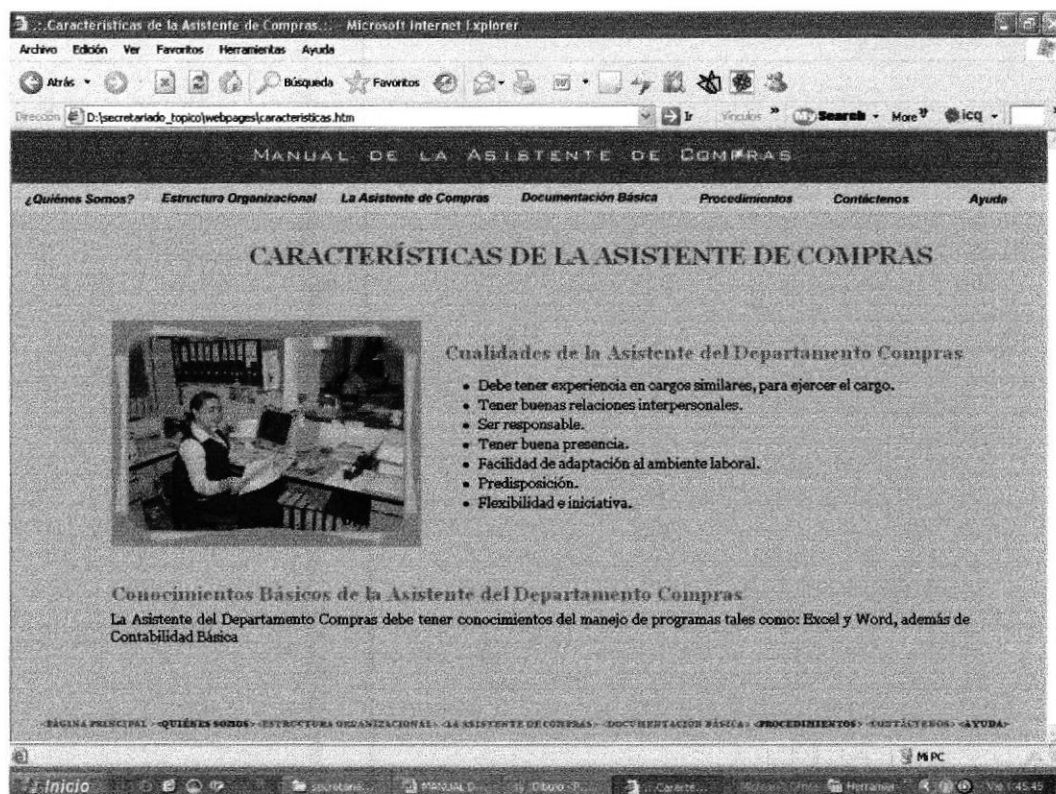 .:.Características de la Asistente de Compras.:. - Microsoft Internet Explorer
Archivo Edición Ver Favoritos Herramientas Ayuda
Atrás Búsqueda Favoritos
Dirección D:\secretariado_topico\webpages\caracteristicas.htm Ir Vínculos » Search More » icq
MANUAL DE LA ASISTENTE DE COMPRAS
¿Quiénes Somos? Estructura Organizacional La Asistente de Compras Documentación Básica Procedimientos Contáctenos Ayuda
CARACTERÍSTICAS DE LA ASISTENTE DE COMPRAS
Cualidades de la Asistente del Departamento Compras
• Debe tener experiencia en cargos similares, para ejercer el cargo.
• Tener buenas relaciones interpersonales.
• Ser responsable.
• Tener buena presencia.
• Facilidad de adaptación al ambiente laboral.
• Predisposición.
• Flexibilidad e iniciativa.
Conocimientos Básicos de la Asistente del Departamento Compras
La Asistente del Departamento Compras debe tener conocimientos del manejo de programas tales como: Excel y Word, además de
Contabilidad Básica
<PÁGINA PRINCIPAL> <QUIÉNES SOMOS> <ESTRUCTURA ORGANIZACIONAL> <LA ASISTENTE DE COMPRAS> <DOCUMENTACIÓN BÁSICA> <PROCEDIMIENTOS> <CONTÁCTENOS> <AYUDA>
Mi PC
Inicio MANUAL D... Dibujo - P...